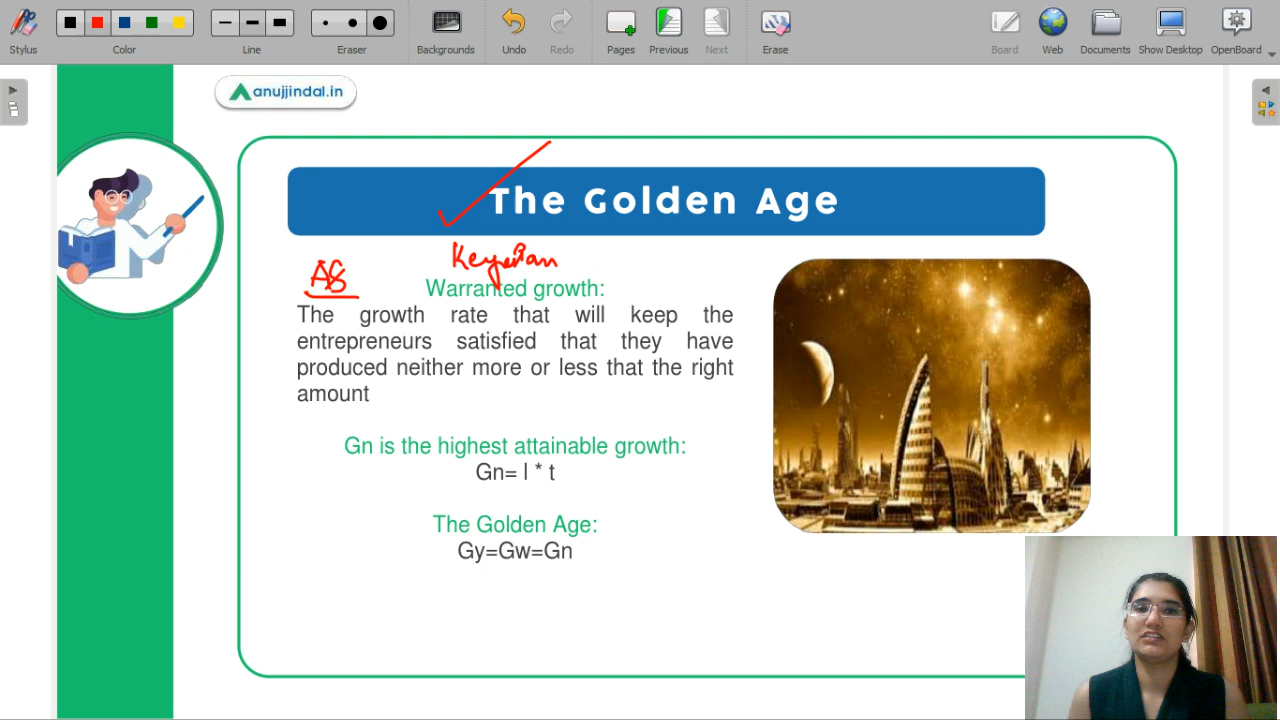 Stylus
Color
Line
Eraser
Backgrounds
Undo
Redo
Pages
Previous
Next
Erase
Board
Web
Documents
Show Desktop
OpenBoard
anujjindal.in
The Golden Age
Keynesian
AS
Warranted growth:
The growth rate that will keep the
entrepreneurs satisfied that they have
produced neither more or less that the right
amount
Gn is the highest attainable growth:
Gn= l * t
The Golden Age:
Gy=Gw=Gn